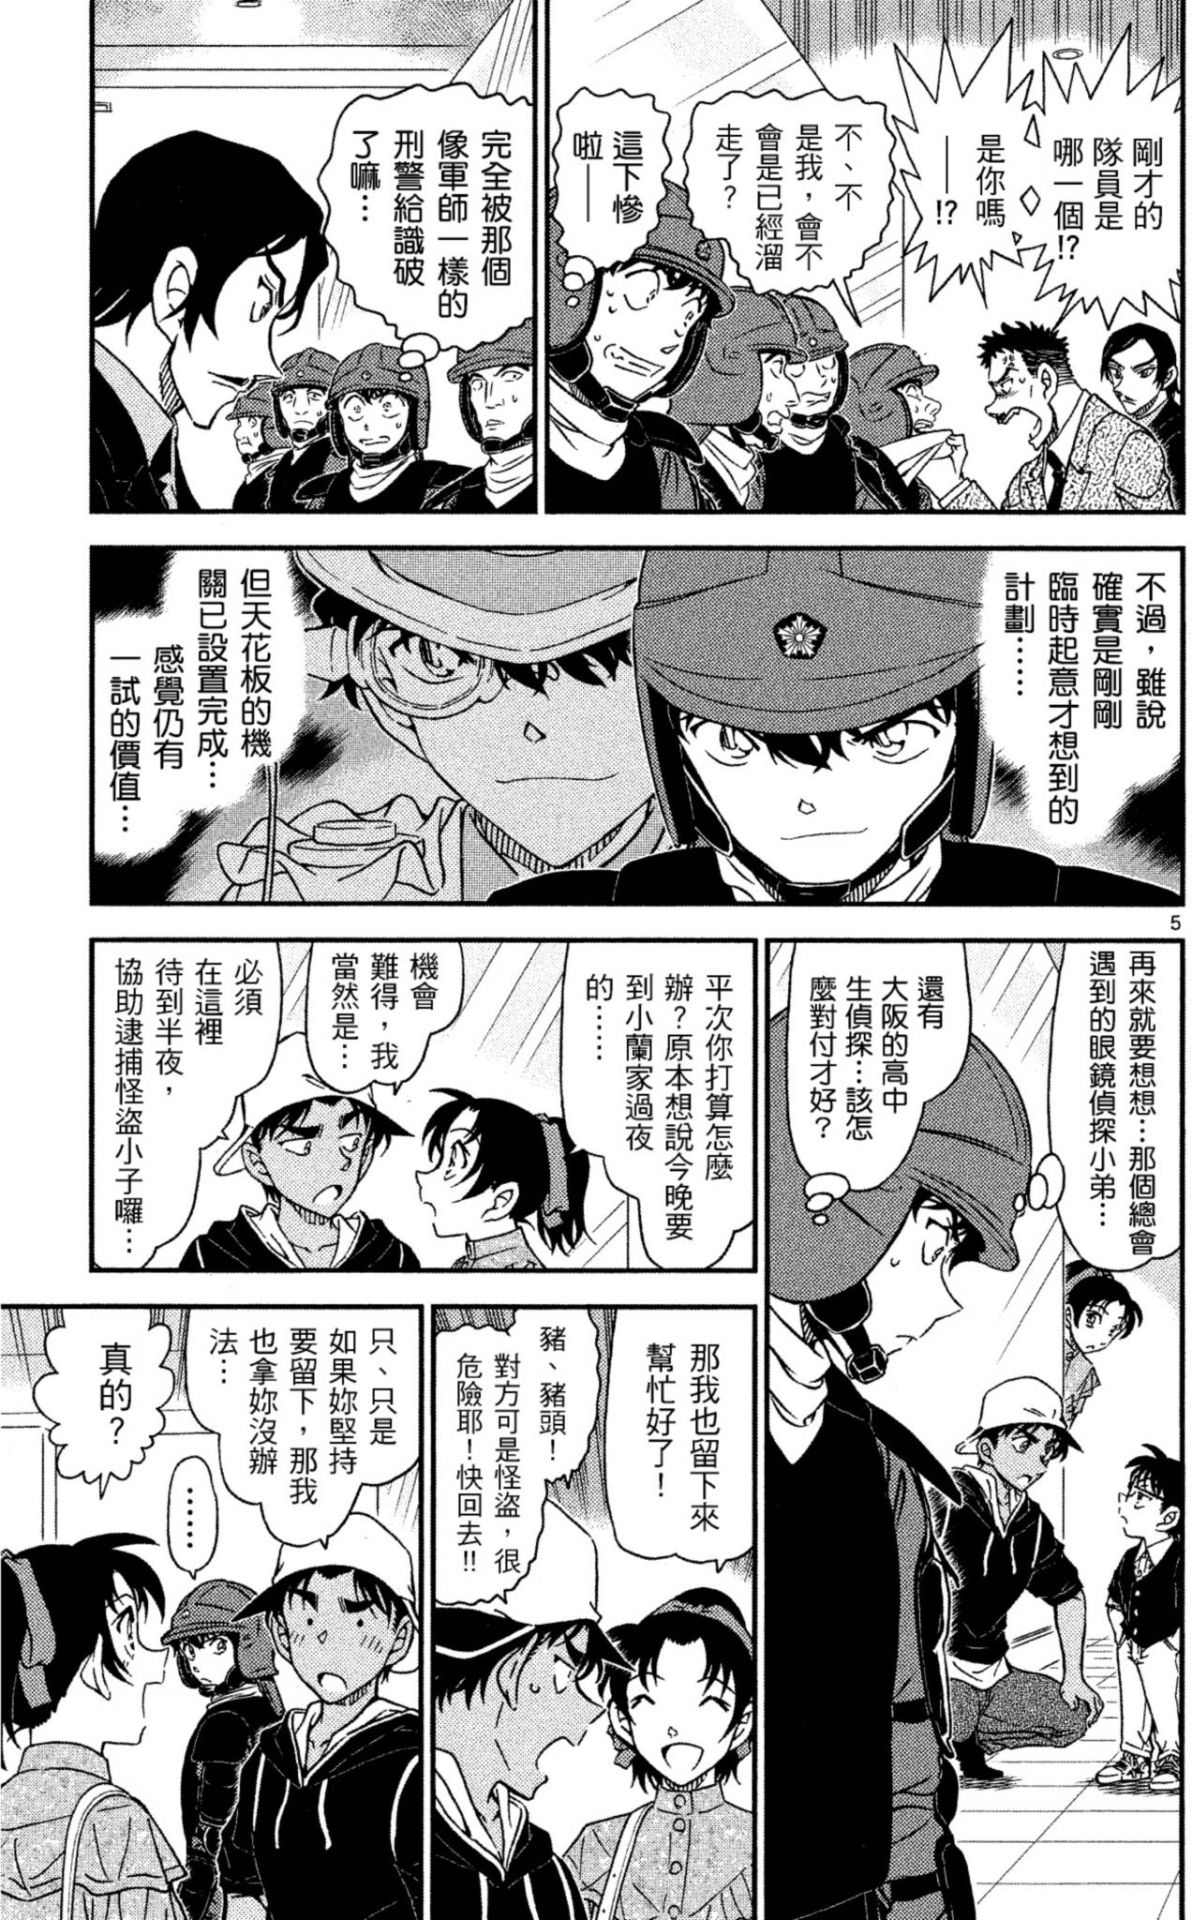 剛才的
隊員是
哪一個!?
是你嗎
——!?
不、不
是我，會不
會是已經溜
走了？
這下慘
啦——
完全被那個
像軍師一樣的
刑警給識破
了嘛…
不過，雖說
確實是剛剛
臨時起意才想到的
計劃……
但天花板的機
關已設置完成…
感覺仍有
一試的價值…
5
再來就要想想…那個總會
遇到的眼鏡偵探小弟…
還有
大阪的高中
生偵探…該怎
麼對付才好？
平次你打算怎麼
辦？原本想說今晚要
到小蘭家過夜
的……
機會
難得，我
當然是…
必須
在這裡
待到半夜，
協助逮捕怪盜小子囉…
那我也留下來
幫忙好了！
豬、豬頭！
對方可是怪盜，很
危險耶！快回去!!
只、只是
如果妳堅持
要留下，那我
也拿妳沒辦
法…
……
真的？